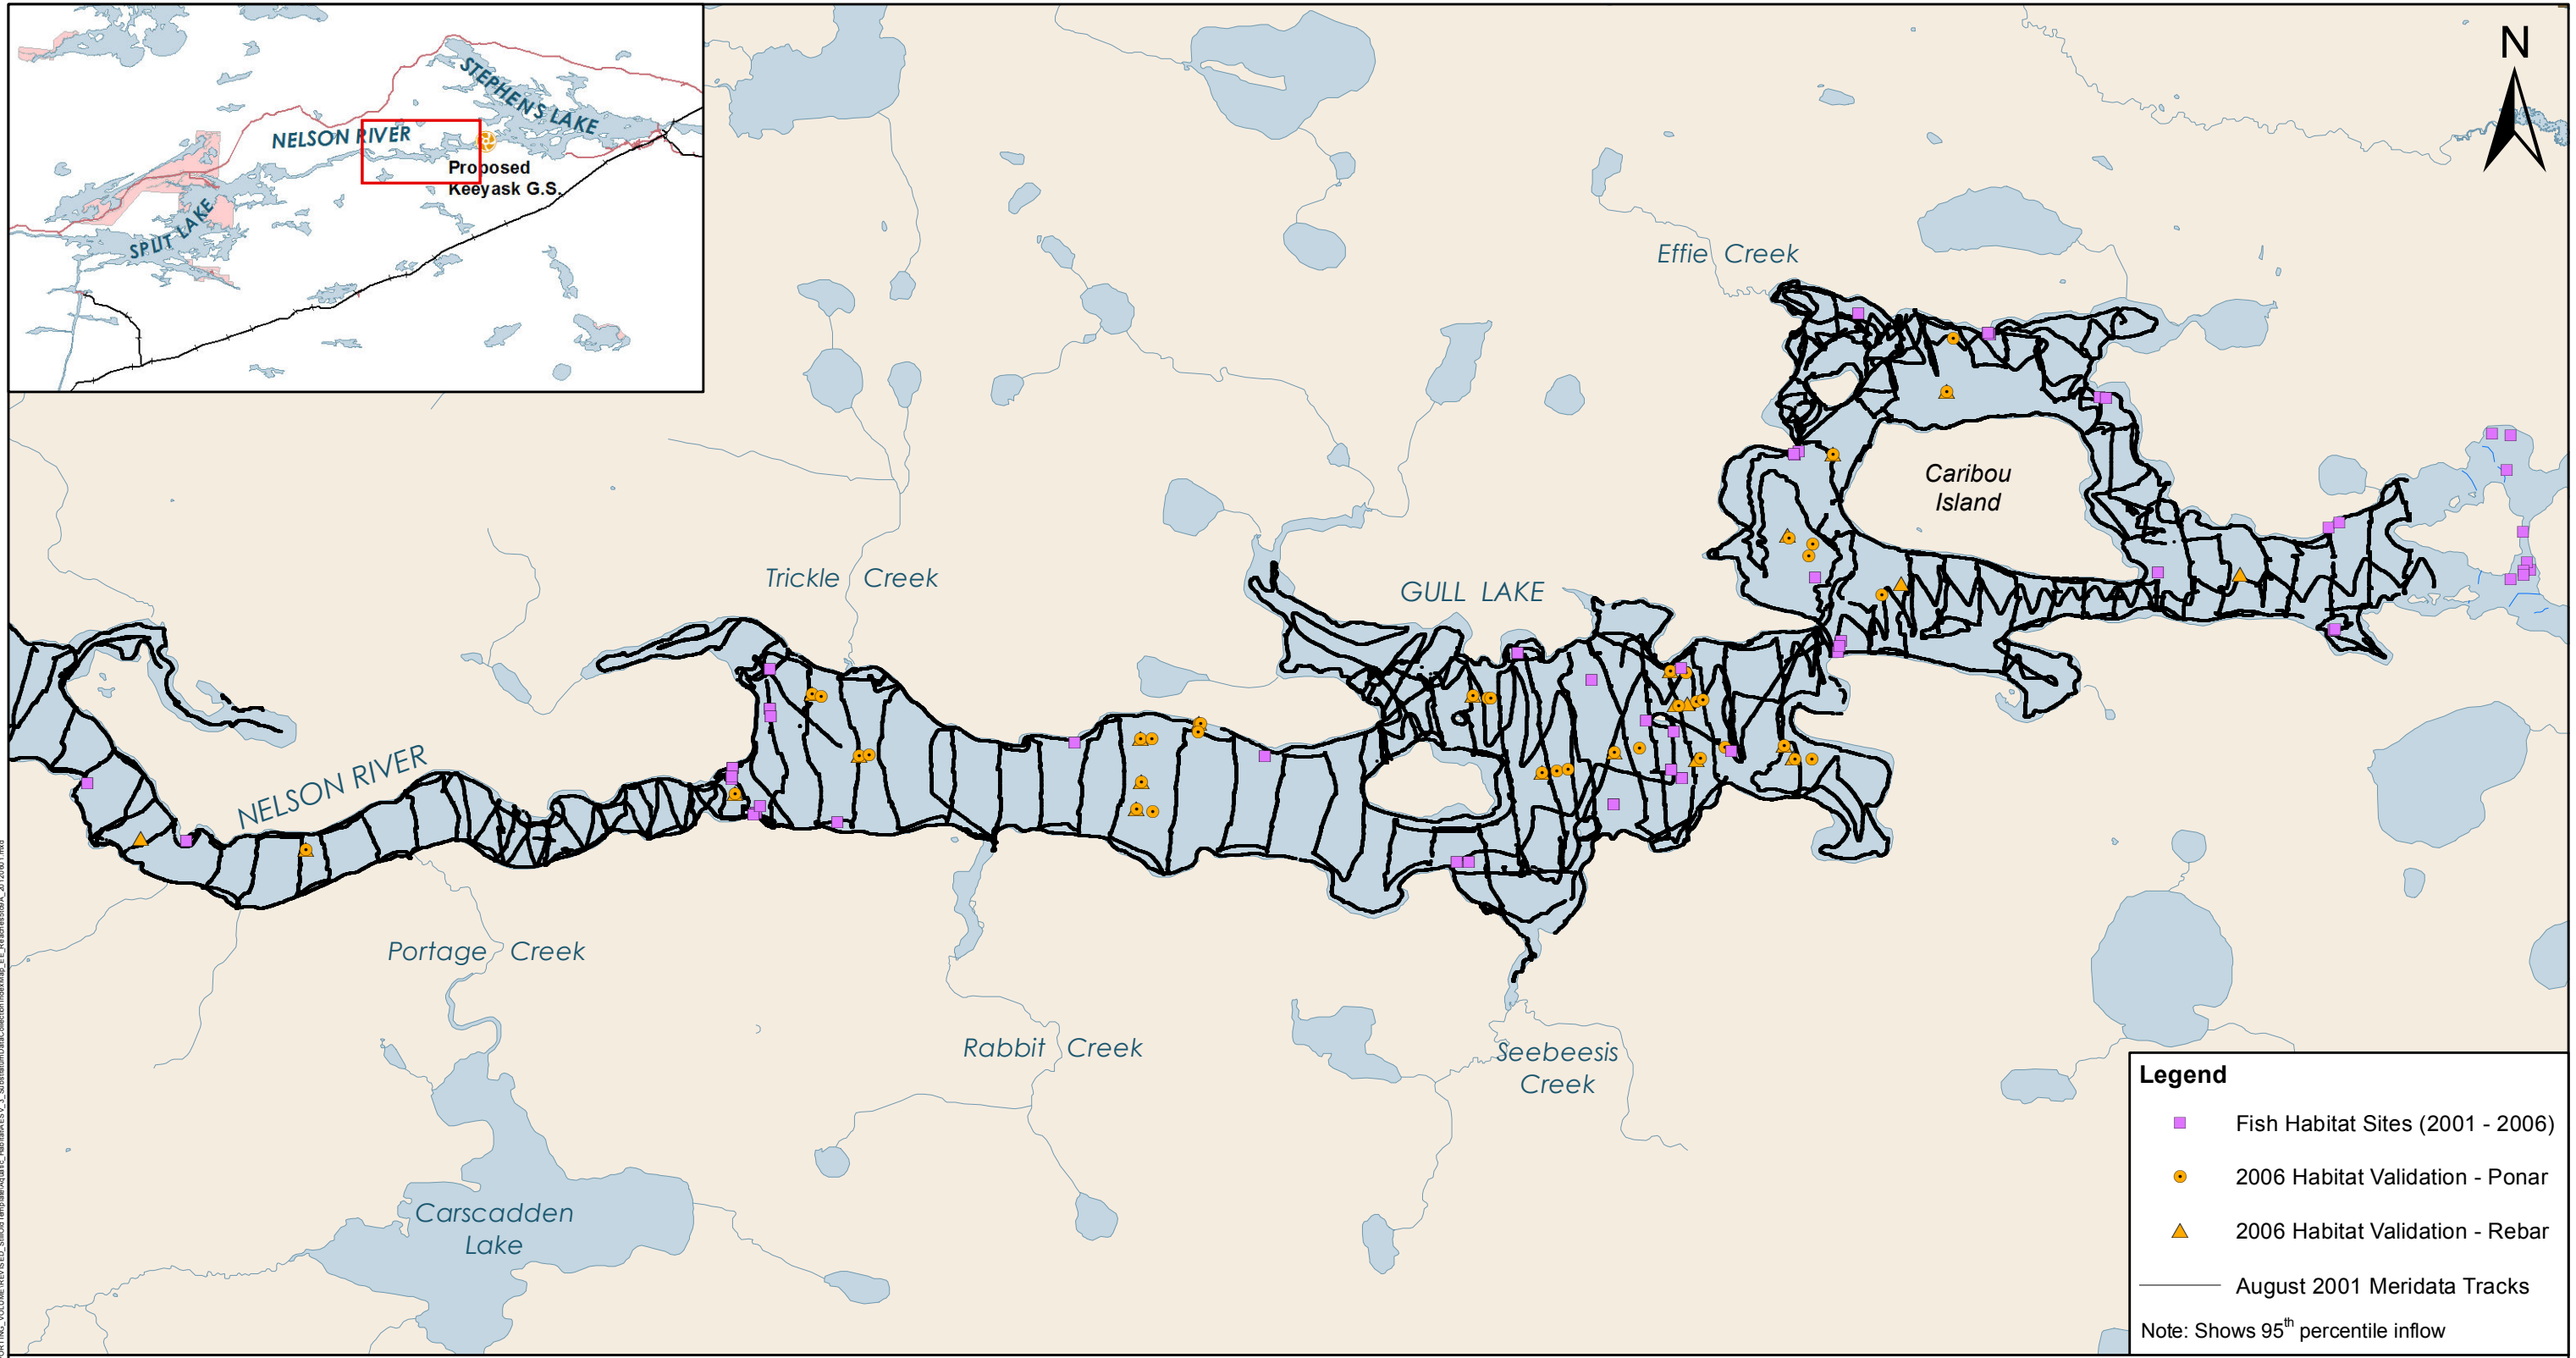 STEPHENS LAKE
NELSON RIVER
Proposed
Keeyask G.S.
SPLIT LAKE
N
Effie Creek
Caribou
Island
Trickle Creek
GULL LAKE
NELSON RIVER
Portage Creek
Rabbit Creek
Seebeesis
Creek
Carscadden
Lake
Legend
Fish Habitat Sites (2001 - 2006)
2006 Habitat Validation - Ponar
2006 Habitat Validation - Rebar
August 2001 Meridata Tracks
Note: Shows 95th percentile inflow